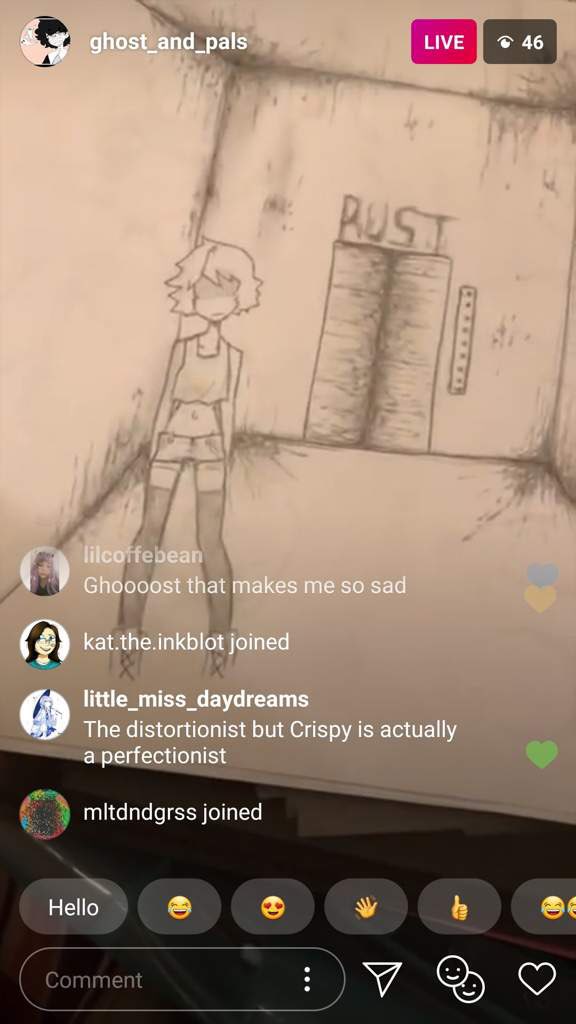 ghost_and_pals
LIVE
46
RUST
lilcoffebean
Ghoooost that makes me so sad
kat.the.inkblot joined
little_miss_daydreams
The distortionist but Crispy is actually
a perfectionist
mltdndgrss joined
Hello
Comment